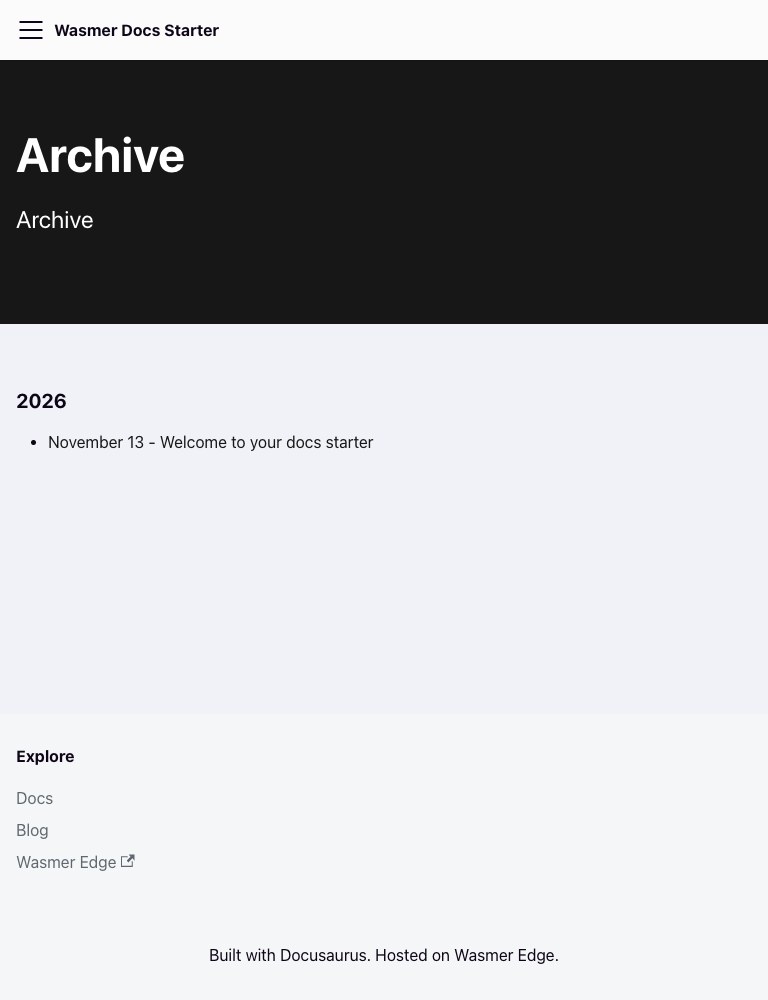 Wasmer Docs Starter
Archive
Archive
2026
November 13 - Welcome to your docs starter
Explore
Docs
Blog
Wasmer Edge
Built with Docusaurus. Hosted on Wasmer Edge.